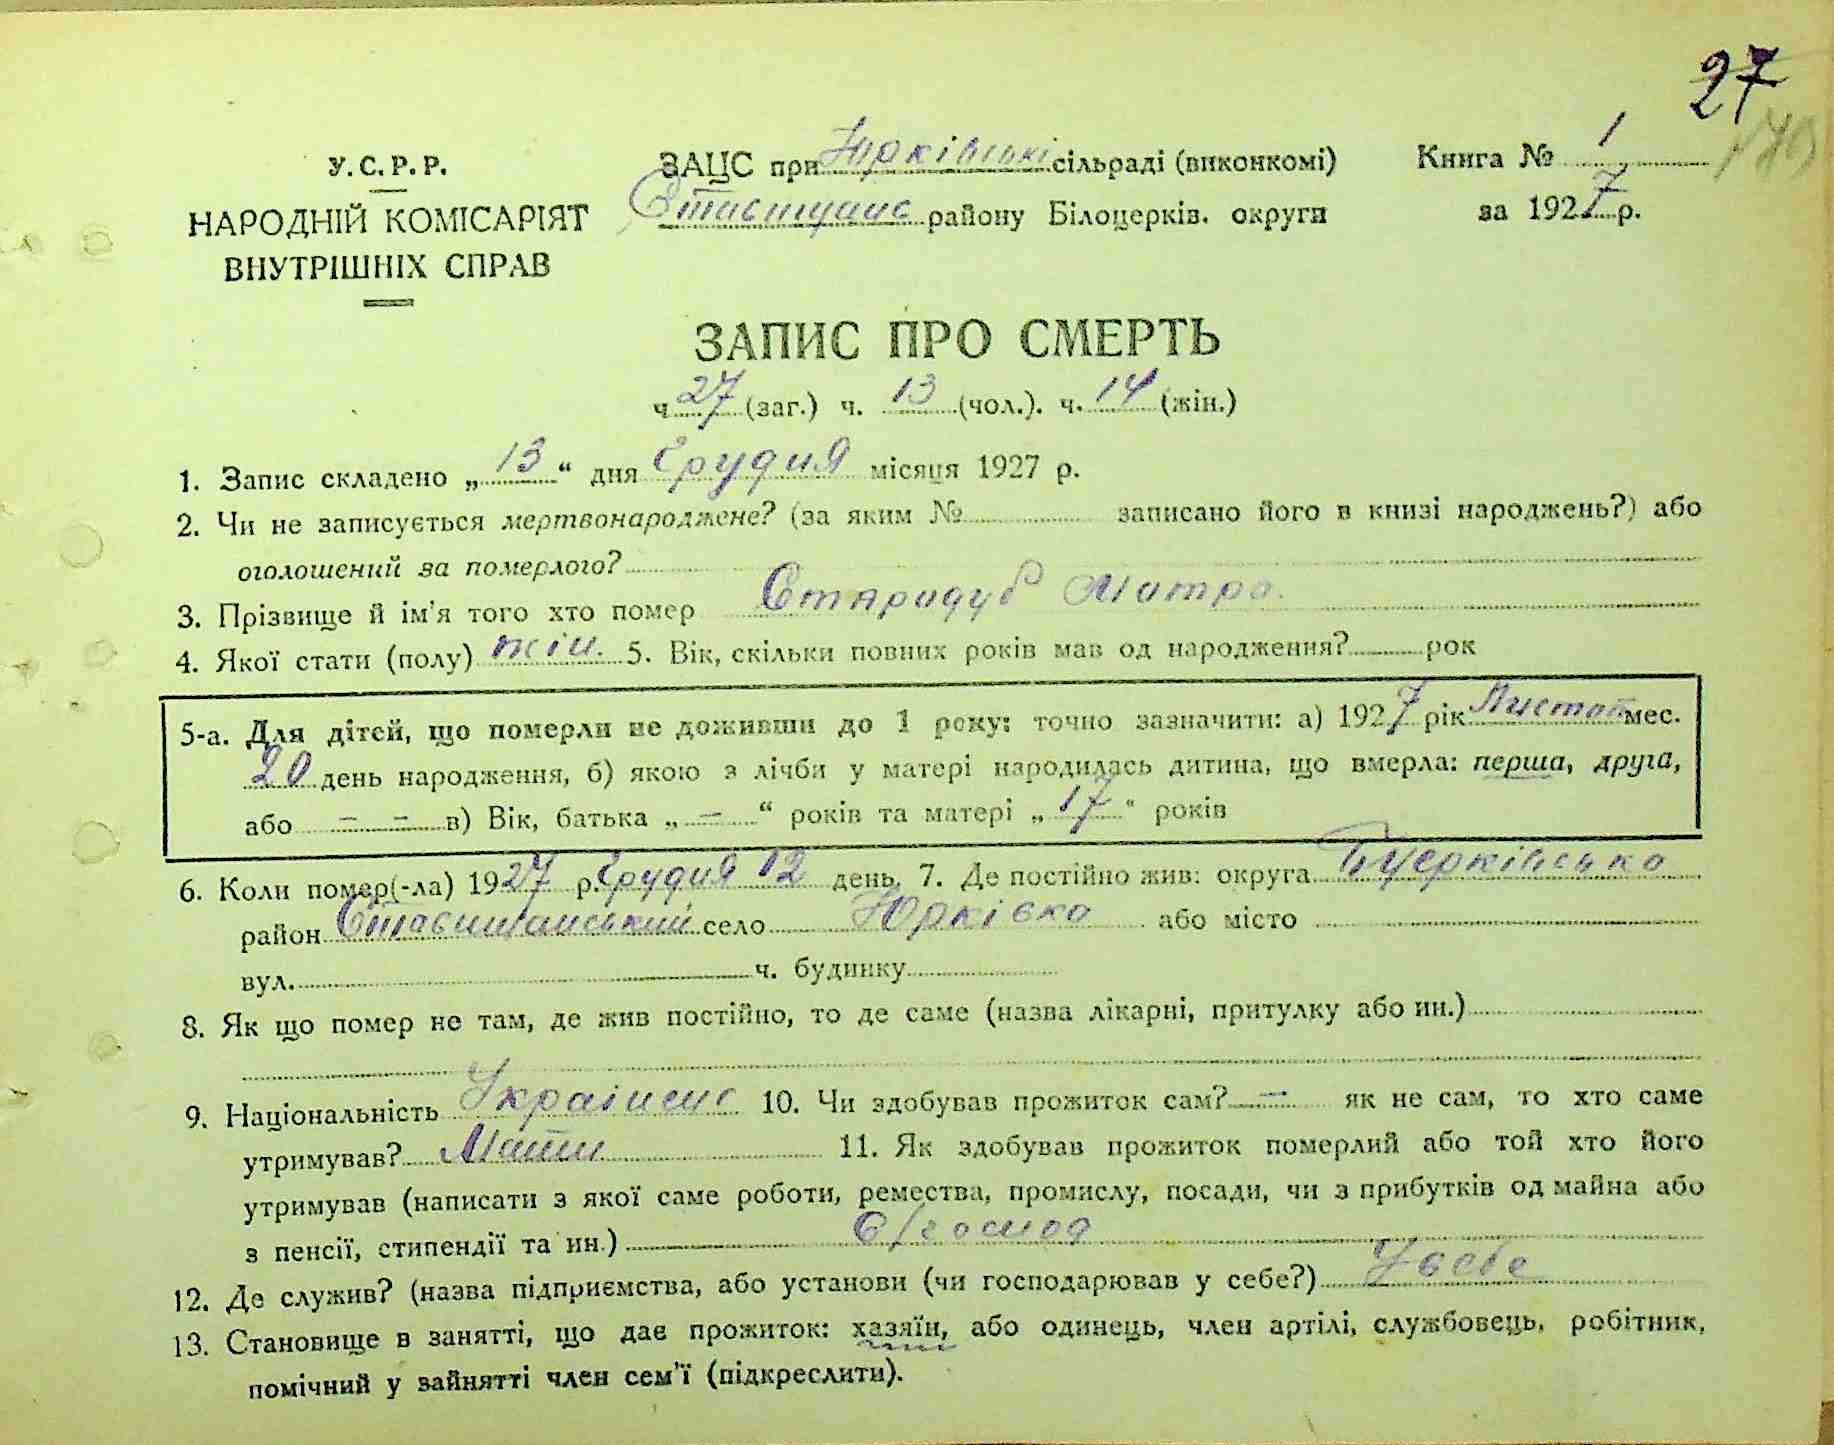 27
У.С.Р.Р.
НАРОДНІЙ КОМІСАРІЯТ
ВНУТРІШНІХ СПРАВ
ЗАЦС при Юрківські сільраді (виконкомі)
району Білоцерків. округи
Книга № 1
за 1927 р.
ЗАПИС ПРО СМЕРТЬ
ч 27 (заг.) ч. 13 (чол.). ч. 14 (жін.)
1. Запис складено „ 13 “ дня Грудня місяця 1927 р.
2. Чи не записується мертвонароджене? (за яким № записано його в книзі народжень?) або
оголошений за померлого?
3. Прізвище й ім’я того хто помер Стародуб Мотря.
4. Якої стати (полу) жін. 5. Вік, скільки повних років мав од народження? рок
5-а. Для дітей, що померли не доживши до 1 року: точно зазначити: а) 1927 рік Листоп мес.
20 день народження, б) якою з лічби у матері народилась дитина, що вмерла: перша, друга,
або – – в) Вік, батька „ – “ років та матері „ 17 “ років
6. Коли помер(-ла) 1927 р. Грудня 12 день. 7. Де постійно жив: округа Бцерківсько
район Ставищанський село Юрківко або місто
вул. ч. будинку
8. Як що помер не там, де жив постійно, то де саме (назва лікарні, притулку або ин.)
9. Національність Украінець 10. Чи здобував прожиток сам? – як не сам, то хто саме
утримував? Мати 11. Як здобував прожиток померлий або той хто його
утримував (написати з якої саме роботи, ремества, промислу, посади, чи з прибутків од майна або
з пенсії, стипендії та ин.) С/господ
12. Де служив? (назва підприємства, або установи (чи господарював у себе?) У себе
13. Становище в занятті, що дає прожиток: хазяїн, або одинець, член артілі, службовець, робітник,
помічний у зайнятті член сем’ї (підкреслити).